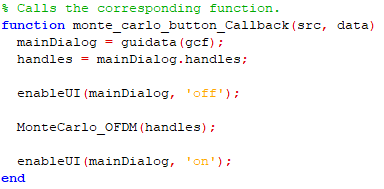 % Calls the corresponding function.
function monte_carlo_button_Callback(src, data)
mainDialog = guidata(gcf);
handles = mainDialog.handles;
enableUI(mainDialog, 'off');
MonteCarlo_OFDM(handles);
enableUI(mainDialog, 'on');
end